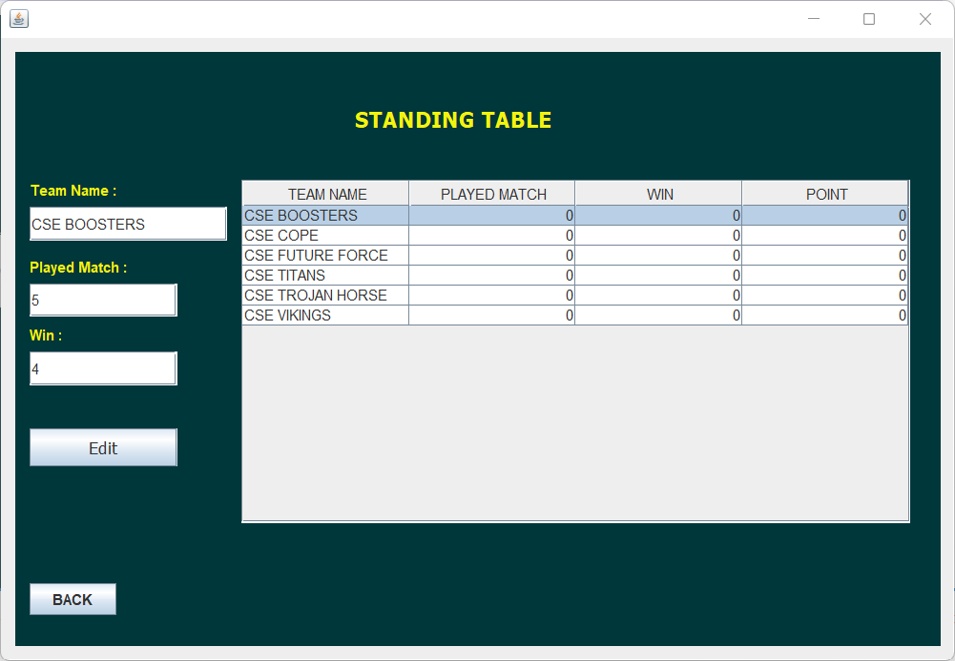 STANDING TABLE
Team Name :
CSE BOOSTERS
Played Match :
5
Win :
4
Edit
BACK
TEAM NAME PLAYED MATCH WIN POINT
CSE BOOSTERS 0 0 0
CSE COPE 0 0 0
CSE FUTURE FORCE 0 0 0
CSE TITANS 0 0 0
CSE TROJAN HORSE 0 0 0
CSE VIKINGS 0 0 0